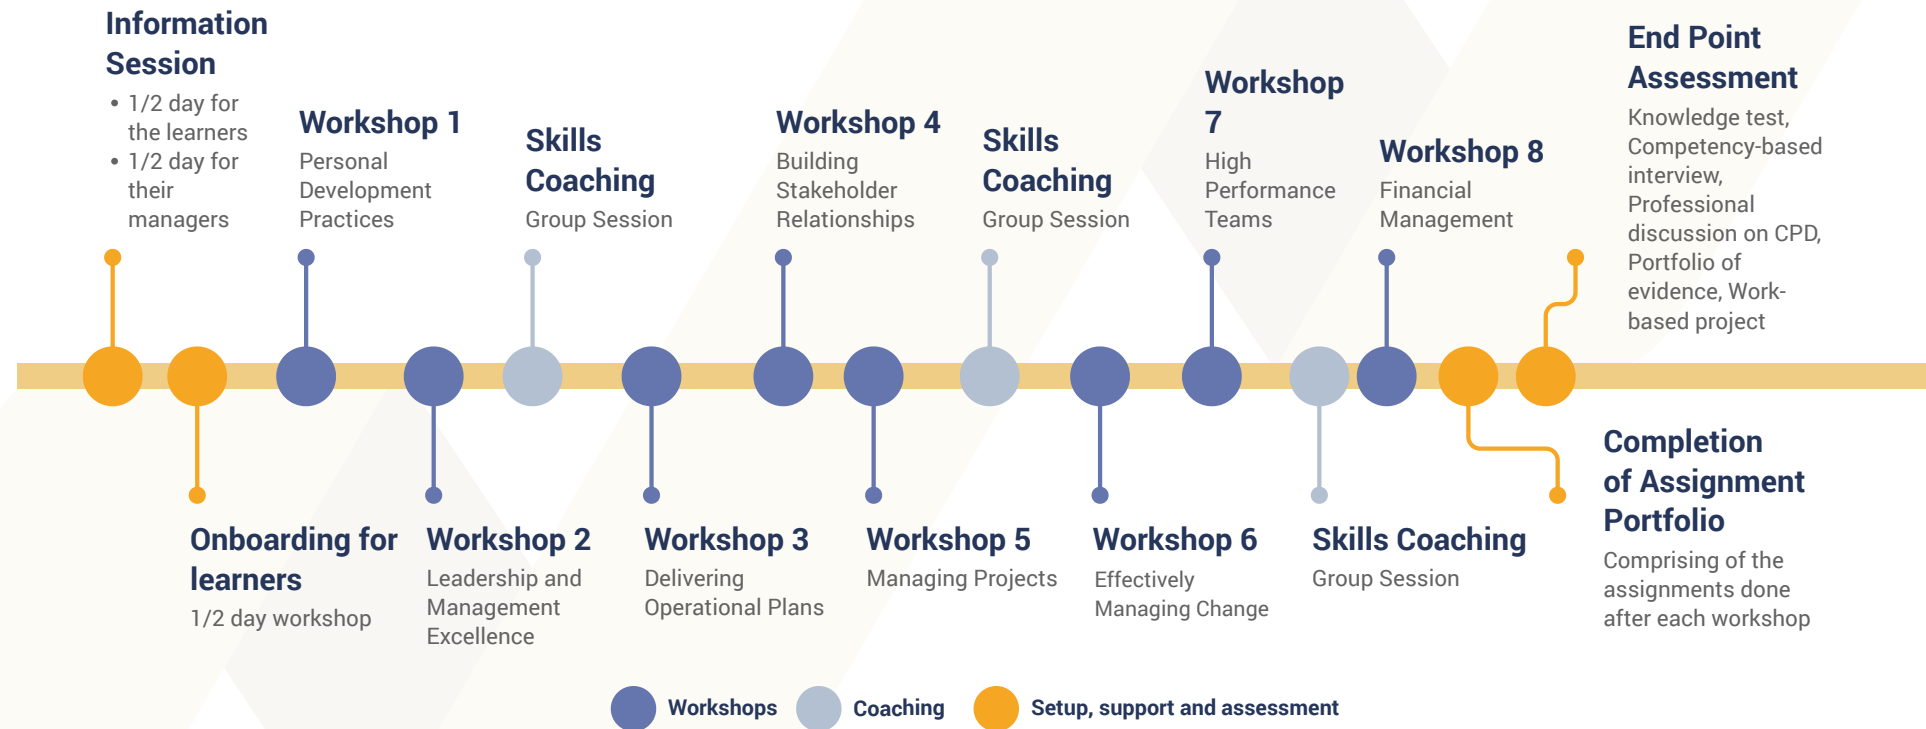 Information
Session
• 1/2 day for
the learners
• 1/2 day for
their
managers
Workshop 1
Personal
Development
Practices
Skills
Coaching
Group Session
Workshop 4
Building
Stakeholder
Relationships
Skills
Coaching
Group Session
Workshop
7
High
Performance
Teams
Workshop 8
Financial
Management
End Point
Assessment
Knowledge test,
Competency-based
interview,
Professional
discussion on CPD,
Portfolio of
evidence, Work-
based project
Onboarding for
learners
1/2 day workshop
Workshop 2
Leadership and
Management
Excellence
Workshop 3
Delivering
Operational Plans
Workshop 5
Managing Projects
Workshop 6
Effectively
Managing Change
Skills Coaching
Group Session
Completion
of Assignment
Portfolio
Comprising of the
assignments done
after each workshop
Workshops
Coaching
Setup, support and assessment